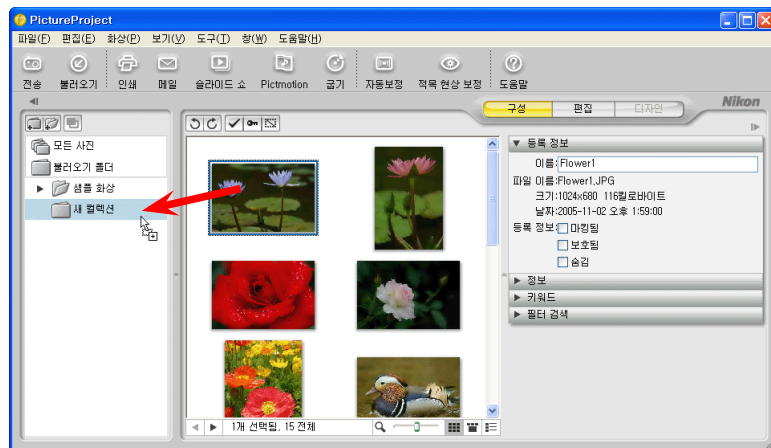 PictureProject
파일(F) 편집(E) 화상(P) 보기(V) 도구(T) 창(W) 도움말(H)
전송 불러오기 인쇄 메일 슬라이드 쇼 Pictmotion 굽기 자동보정 적목 현상 보정 도움말
구성 편집 디자인 Nikon
모든 사진
불러오기 폴더
샘플 화상
새 컬렉션
등록 정보
이름: Flower1
파일 이름:Flower1.JPG
크기:1024x680 116킬로바이트
날짜:2005-11-02 오후 1:59:00
등록 정보: 마킹됨
보호됨
숨김
정보
키워드
필터 검색
1개 선택됨, 15 전체